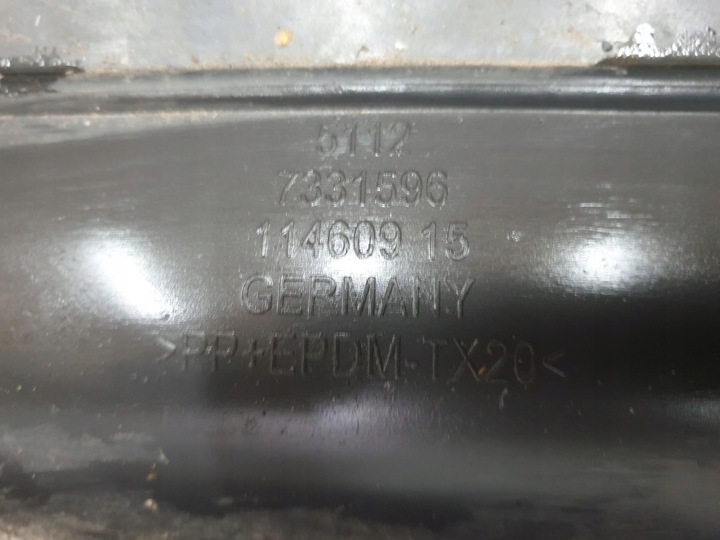 5112
7331596
114609 15
GERMANY
>PP+EPDM-TX20<